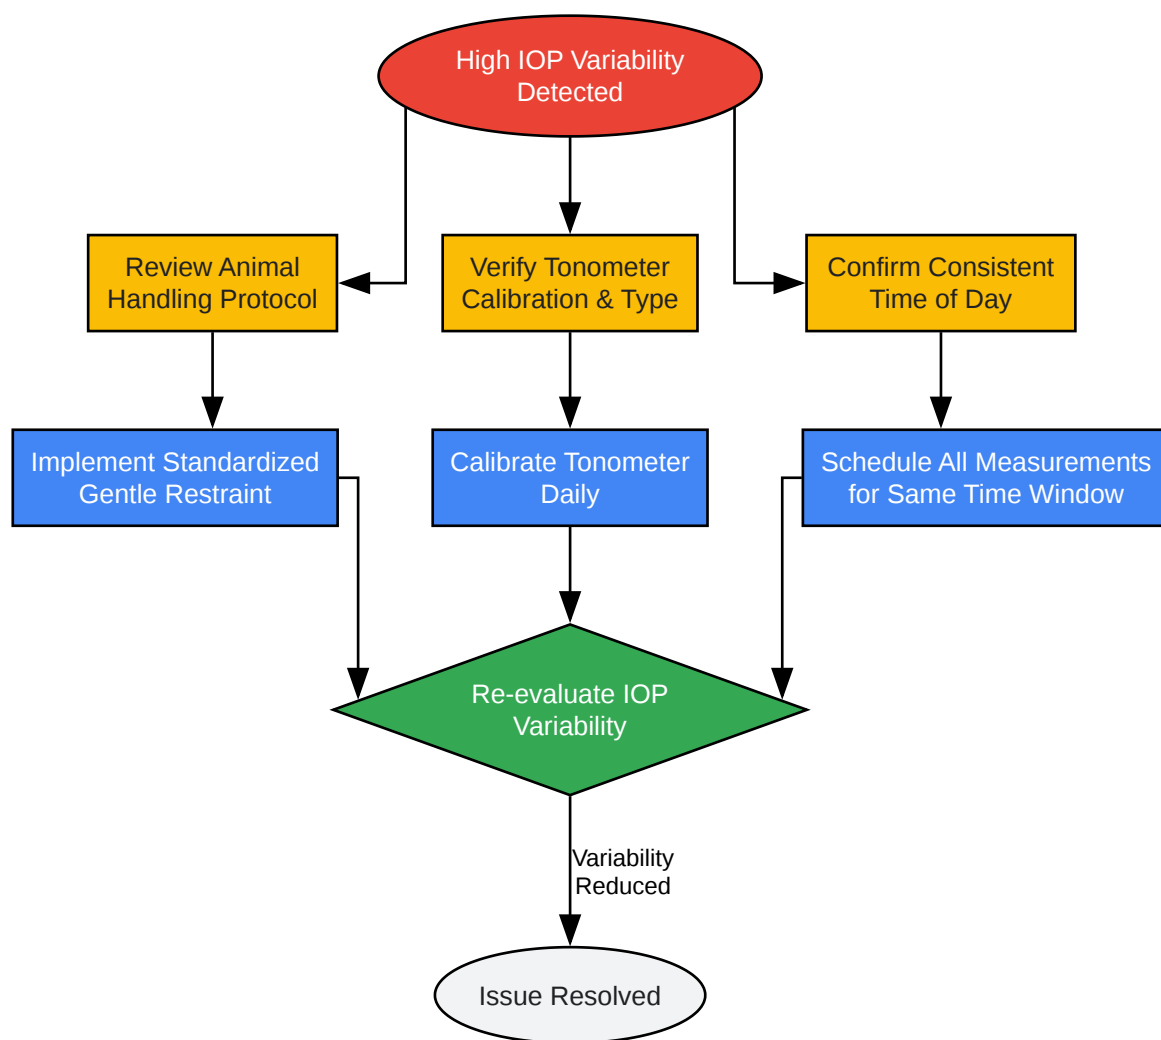 High IOP Variability
Detected
Review Animal
Handling Protocol
Verify Tonometer
Calibration & Type
Confirm Consistent
Time of Day
Implement Standardized
Gentle Restraint
Calibrate Tonometer
Daily
Schedule All Measurements
for Same Time Window
Re-evaluate IOP
Variability
Variability
Reduced
Issue Resolved